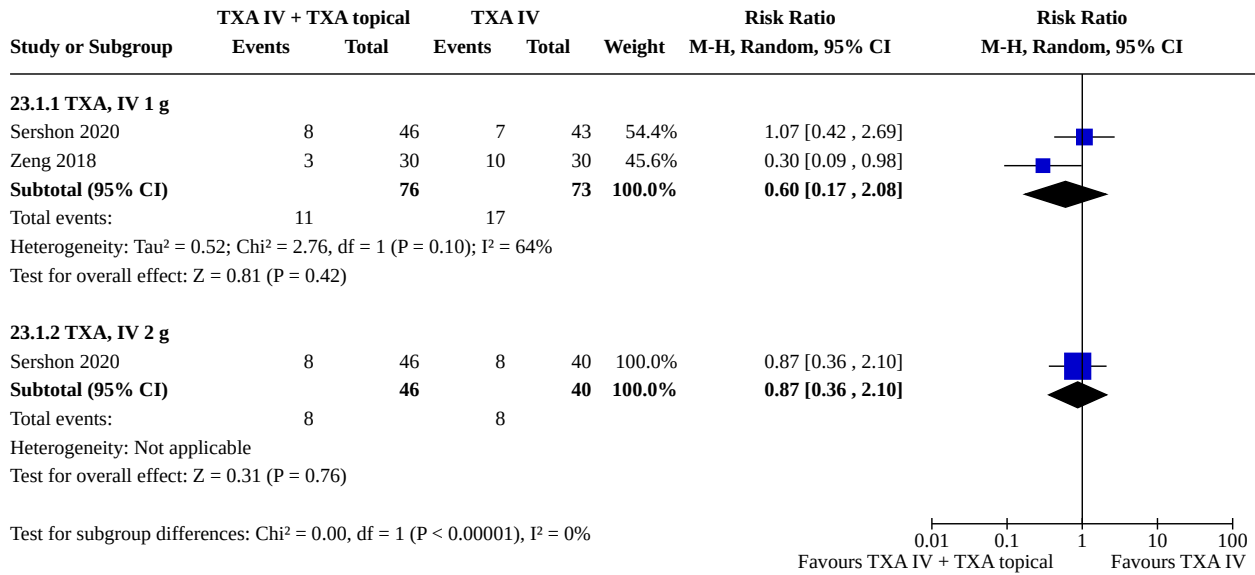 TXA IV + TXA topical TXA IV Risk Ratio Risk Ratio
Study or Subgroup Events Total Events Total Weight M-H, Random, 95% CI M-H, Random, 95% CI
23.1.1 TXA, IV 1 g
Sershon 2020 8 46 7 43 54.4% 1.07 [0.42 , 2.69]
Zeng 2018 3 30 10 30 45.6% 0.30 [0.09 , 0.98]
Subtotal (95% CI) 76 73 100.0% 0.60 [0.17 , 2.08]
Total events: 11 17
Heterogeneity: Tau² = 0.52; Chi² = 2.76, df = 1 (P = 0.10); I² = 64%
Test for overall effect: Z = 0.81 (P = 0.42)
23.1.2 TXA, IV 2 g
Sershon 2020 8 46 8 40 100.0% 0.87 [0.36 , 2.10]
Subtotal (95% CI) 46 40 100.0% 0.87 [0.36 , 2.10]
Total events: 8 8
Heterogeneity: Not applicable
Test for overall effect: Z = 0.31 (P = 0.76)
Test for subgroup differences: Chi² = 0.00, df = 1 (P < 0.00001), I² = 0%
0.01 0.1 1 10 100
Favours TXA IV + TXA topical Favours TXA IV